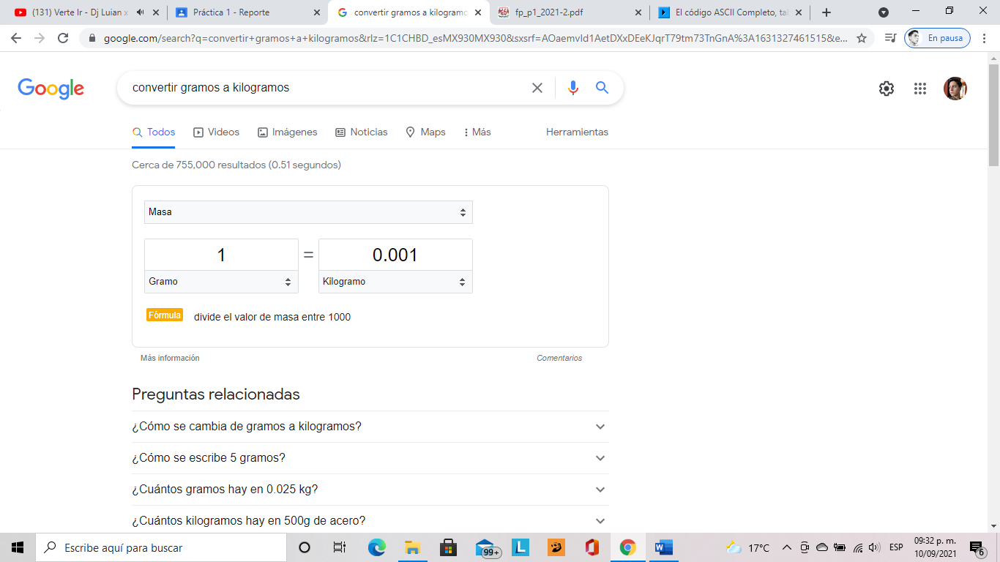 (131) Verte Ir - Dj Luian x
Práctica 1 - Reporte
convertir gramos a kilogramo
fp_p1_2021-2.pdf
El código ASCII Completo, tal
google.com/search?q=convertir+gramos+a+kilogramos&rlz=1C1CHBD_esMX930MX930&sxsrf=AOaemvId1AetDXxDEeKJqrT79tm73TnGnA%3A1631327461515&e...
En pausa
Google
convertir gramos a kilogramos
Todos
Videos
Imágenes
Noticias
Maps
Más
Herramientas
Cerca de 755,000 resultados (0.51 segundos)
Masa
1 = 0.001
Gramo
Kilogramo
Fórmula divide el valor de masa entre 1000
Más información
Comentarios
Preguntas relacionadas
¿Cómo se cambia de gramos a kilogramos?
¿Cómo se escribe 5 gramos?
¿Cuántos gramos hay en 0.025 kg?
¿Cuántos kilogramos hay en 500g de acero?
Escribe aquí para buscar
99+
L
W
17°C
ESP
09:32 p. m.
10/09/2021
6